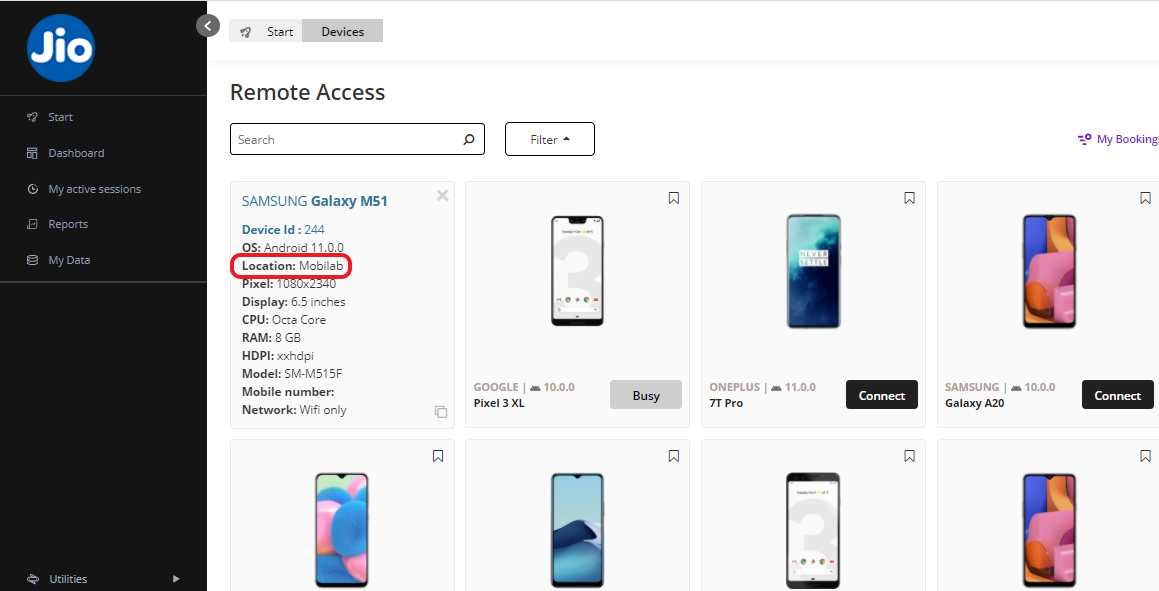 Jio
Start
Dashboard
My active sessions
Reports
My Data
Utilities
Start
Devices
Remote Access
Search
Filter
My Booking
SAMSUNG Galaxy M51
Device Id : 244
OS: Android 11.0.0
Location: Mobilab
Pixel: 1080x2340
Display: 6.5 inches
CPU: Octa Core
RAM: 8 GB
HDPI: xxhdpi
Model: SM-M515F
Mobile number:
Network: Wifi only
GOOGLE | 10.0.0
Pixel 3 XL
Busy
NEVER
SETTLE
ONEPLUS | 11.0.0
7T Pro
Connect
SAMSUNG | 10.0.0
Galaxy A20
Connect